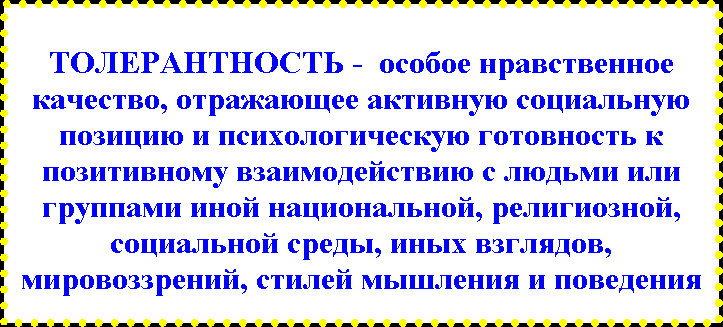 ТОЛЕРАНТНОСТЬ -  особое нравственное
качество, отражающее активную социальную
позицию и психологическую готовность к
позитивному взаимодействию с людьми или
группами иной национальной, религиозной,
социальной среды, иных взглядов,
мировоззрений, стилей мышления и поведения